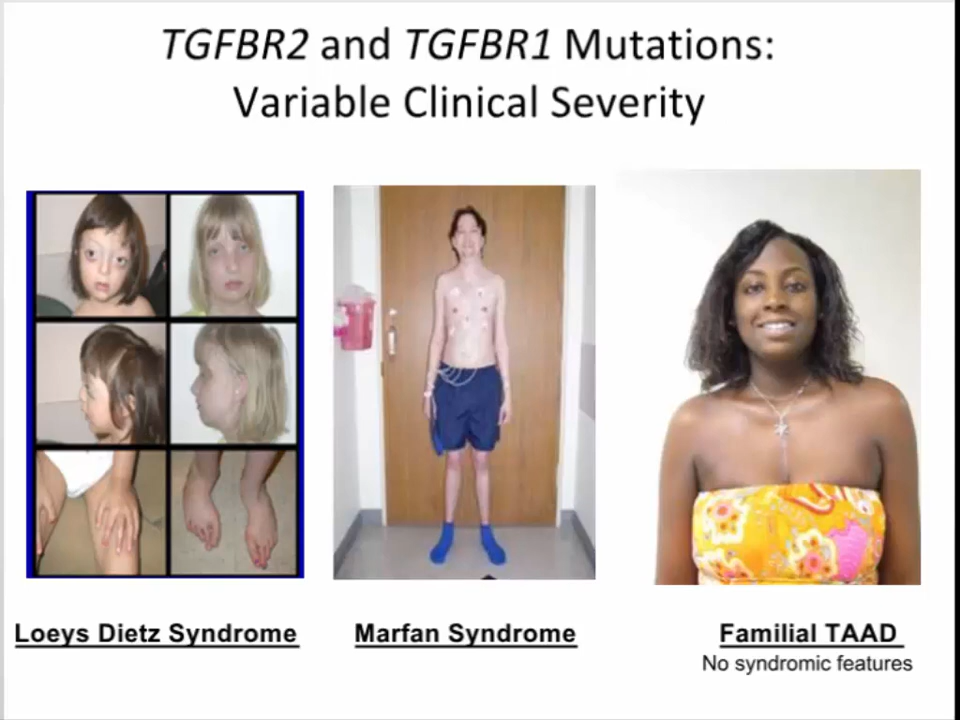 TGFBR2 and TGFBR1 Mutations:
Variable Clinical Severity
Loeys Dietz Syndrome
Marfan Syndrome
Familial TAAD
No syndromic features